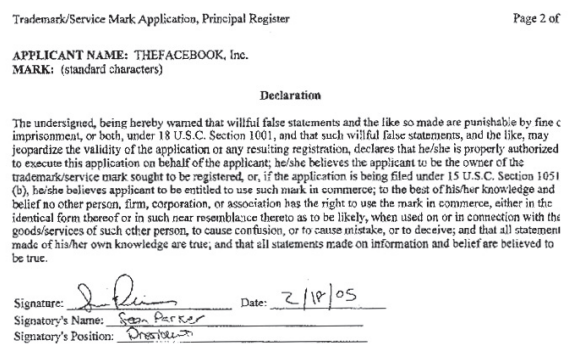 Trademark/Service Mark Application, Principal Register Page 2 of
APPLICANT NAME: THEFACEBOOK, Inc.
MARK: (standard characters)
Declaration
The undersigned, being hereby warned that willful false statements and the like so made are punishable by fine o
imprisonment, or both, under 18 U.S.C. Section 1001, and that such willful false statements, and the like, may
jeopardize the validity of the application or any resulting registration, declares that he/she is properly authorized
to execute this application on behalf of the applicant; he/she believes the applicant to be the owner of the
trademark/service mark sought to be registered, or, if the application is being filed under 15 U.S.C. Section 1051
(b), he/she believes applicant to be entitled to use such mark in commerce; to the best of his/her knowledge and
belief no other person, firm, corporation, or association has the right to use the mark in commerce, either in the
identical form thereof or in such near resemblance thereto as to be likely, when used on or in connection with the
goods/services of such other person, to cause confusion, or to cause mistake, or to deceive; and that all statement
made of his/her own knowledge are true; and that all statements made on information and belief are believed to
be true.
Signature: Date: 2/18/05
Signatory's Name: Sean Parker
Signatory's Position: President